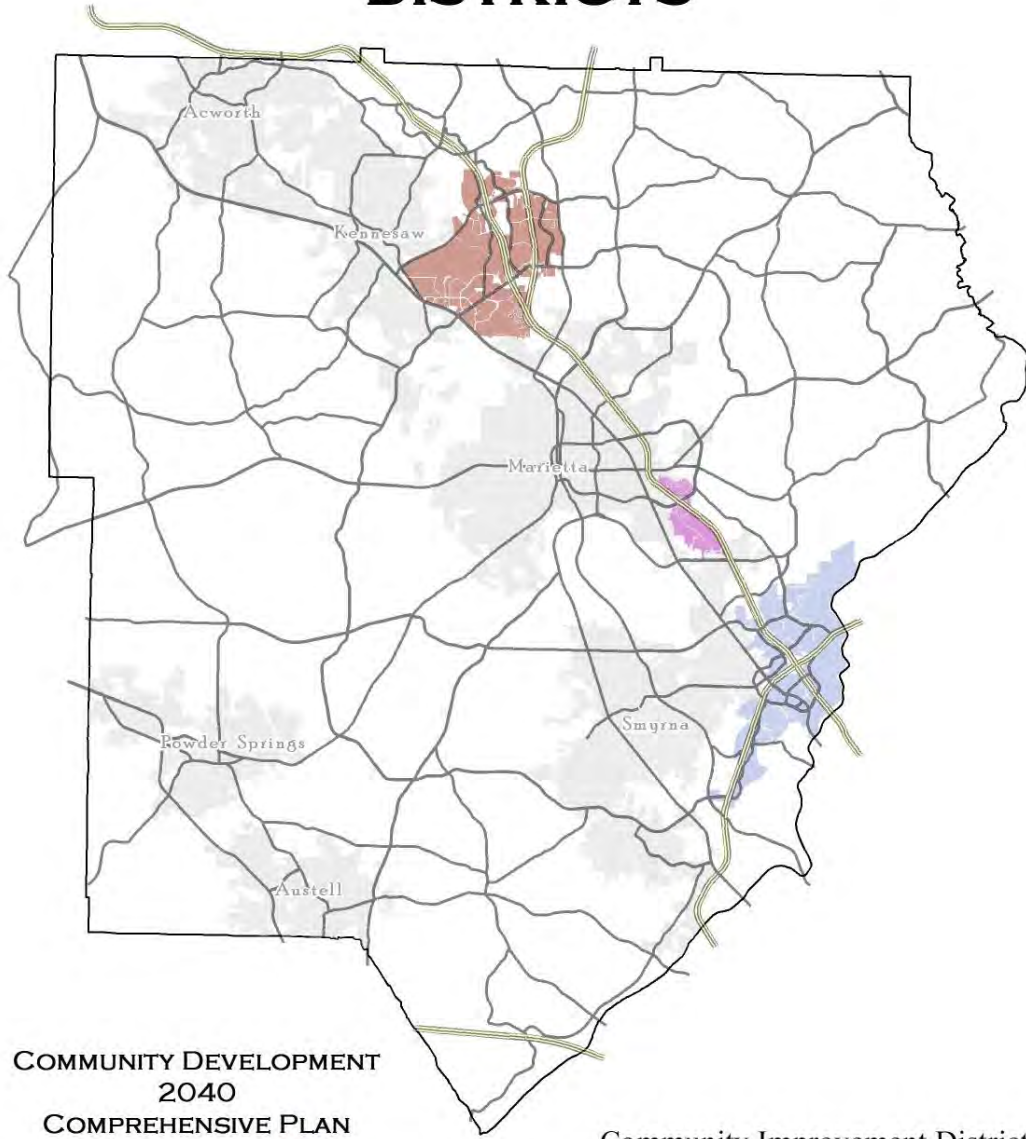 DISTRICTS
Acworth
Kennesaw
Marietta
Smyrna
Powder Springs
Austell
COMMUNITY DEVELOPMENT
2040
COMPREHENSIVE PLAN
Community Improvement District